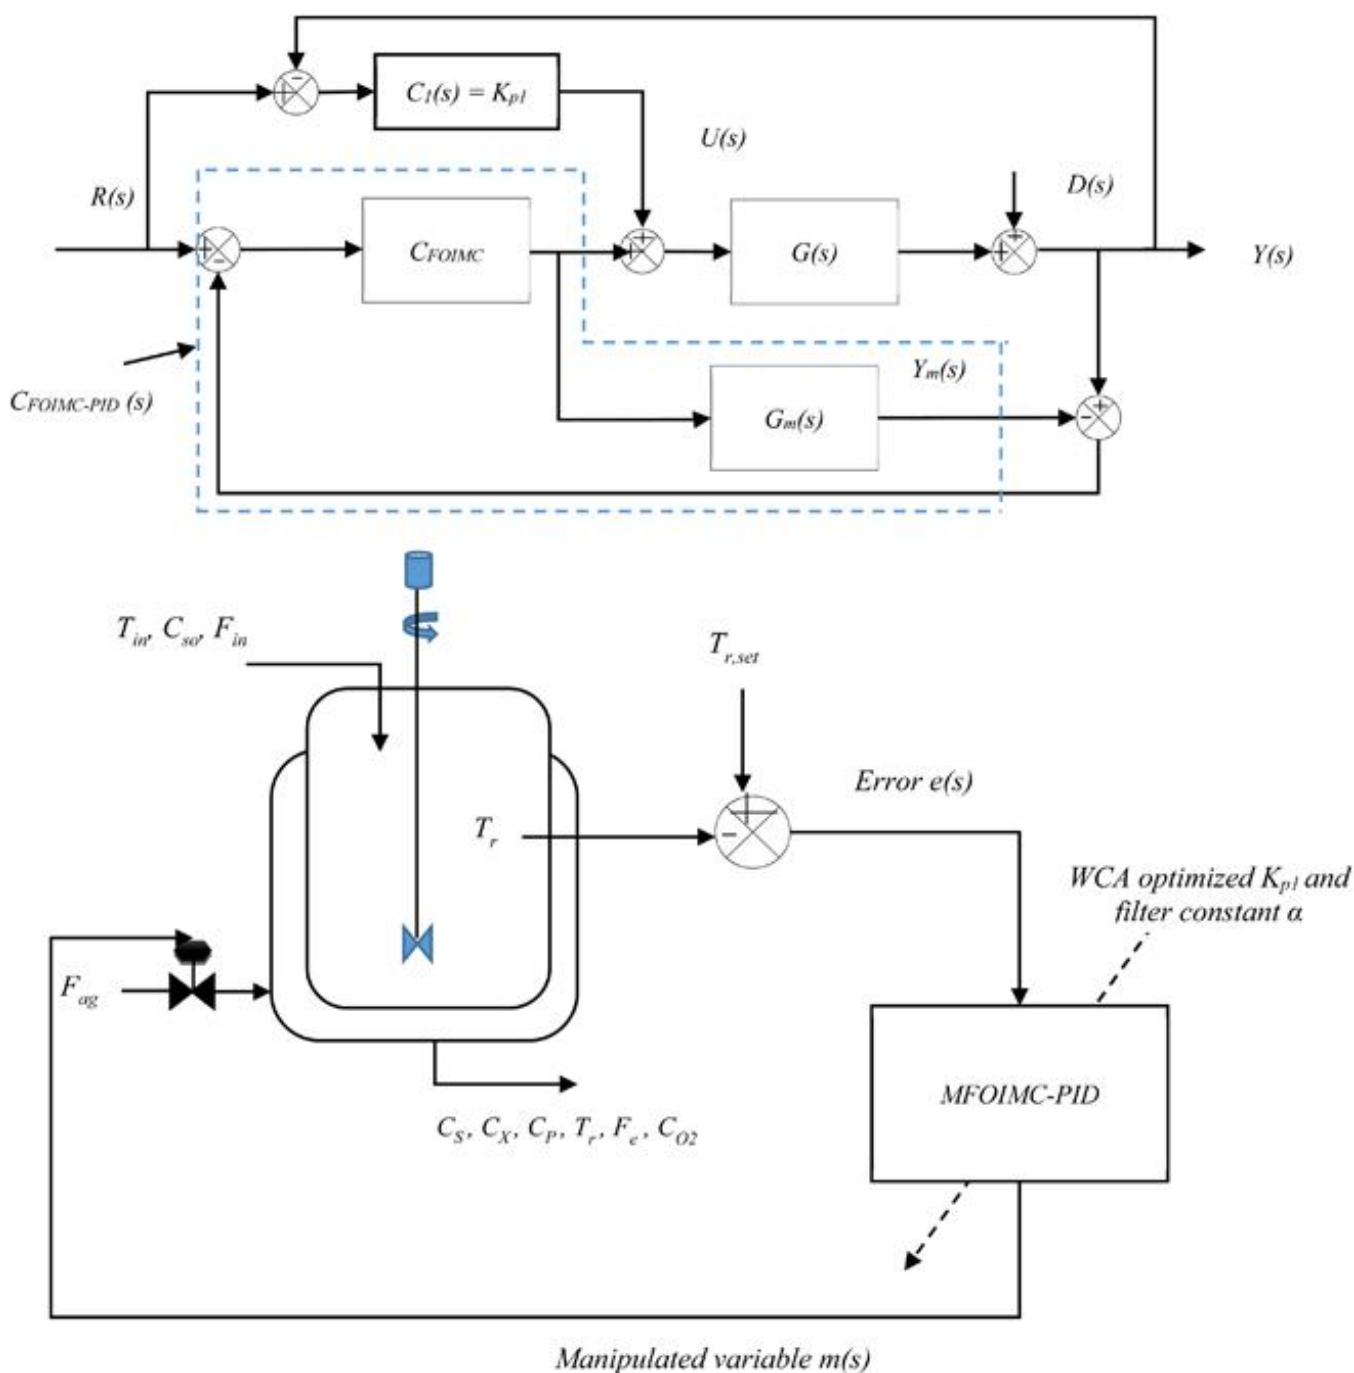 C1(s) = Kp1
U(s)
R(s)
D(s)
CFOIMC
G(s)
Y(s)
Ym(s)
CFOIMC-PID (s)
Gm(s)
Tin, Cso, Fin
Tr,set
Error e(s)
Tr
WCA optimized Kp1 and
filter constant α
Fag
MFOIMC-PID
CS, CX, CP, Tr, Fe, CO2
Manipulated variable m(s)